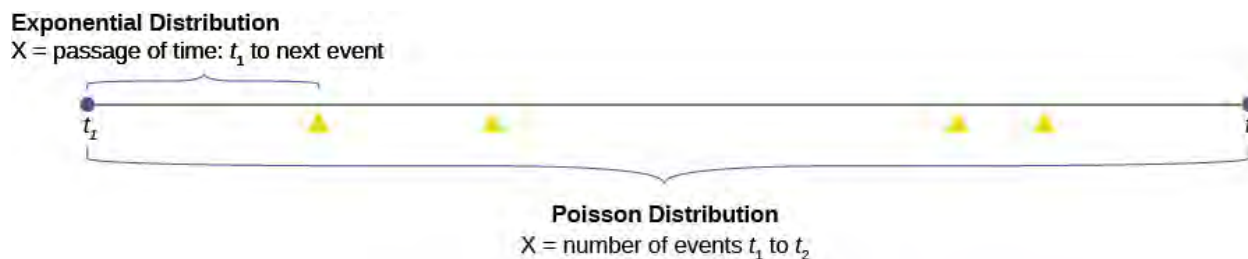 Exponential Distribution
X = passage of time: t₁ to next event
t₁
t
Poisson Distribution
X = number of events t₁ to t₂